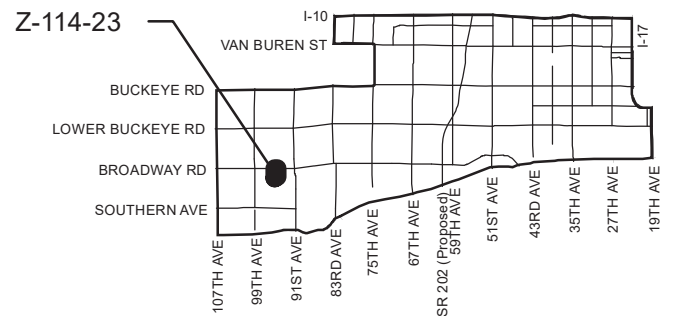 Z-114-23
I-10
VAN BUREN ST
I-17
BUCKEYE RD
LOWER BUCKEYE RD
BROADWAY RD
SOUTHERN AVE
107TH AVE
99TH AVE
91ST AVE
83RD AVE
75TH AVE
67TH AVE
SR 202 (Proposed)
59TH AVE
51ST AVE
43RD AVE
35TH AVE
27TH AVE
19TH AVE